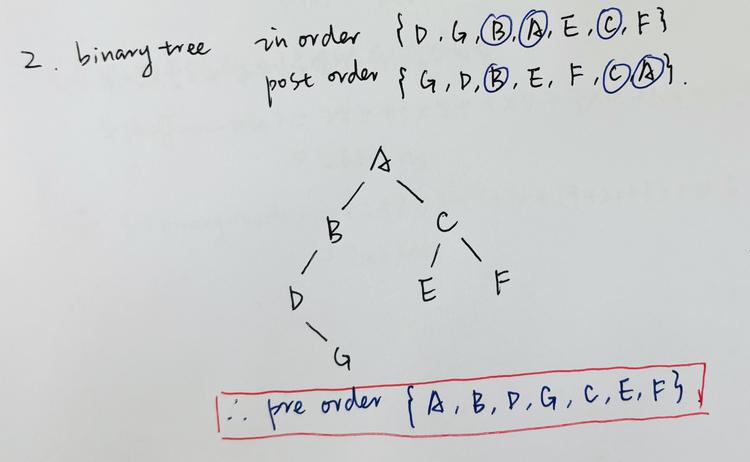 2. binary tree in order {D, G, B, A, E, C, F}
post order {G, D, B, E, F, C, A}.
A
B C
D E F
G
∴ pre order {A, B, D, G, C, E, F}